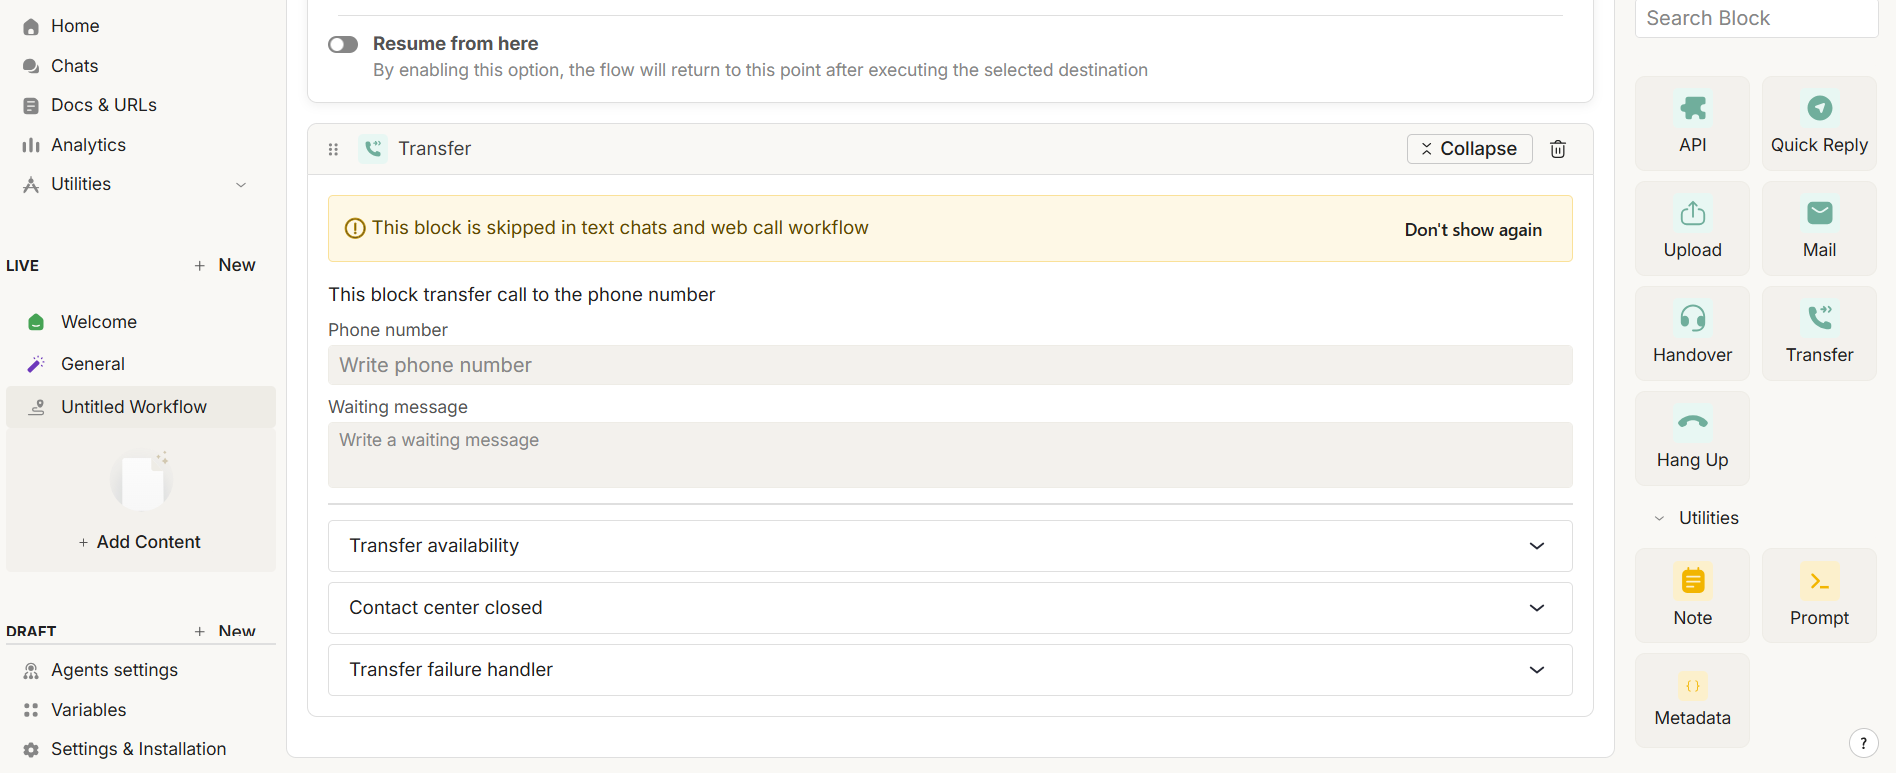 Home
Chats
Docs & URLs
Analytics
Utilities
LIVE
+ New
Welcome
General
Untitled Workflow
+ Add Content
DRAFT
+ New
Agents settings
Variables
Settings & Installation
Resume from here
By enabling this option, the flow will return to this point after executing the selected destination
Transfer
Collapse
This block is skipped in text chats and web call workflow
Don't show again
This block transfer call to the phone number
Phone number
Write phone number
Waiting message
Write a waiting message
Transfer availability
Contact center closed
Transfer failure handler
Search Block
API
Quick Reply
Upload
Mail
Handover
Transfer
Hang Up
Utilities
Note
Prompt
Metadata
?